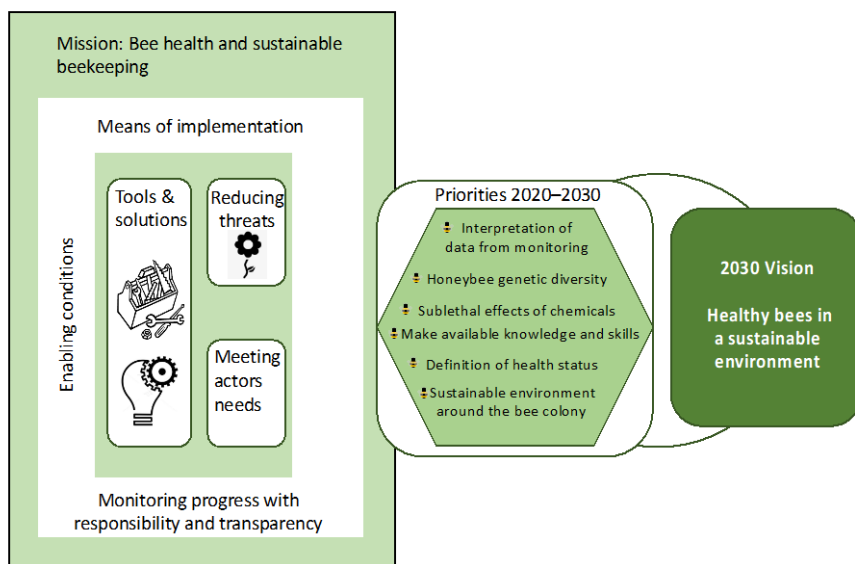 Mission: Bee health and sustainable
beekeeping
Means of implementation
Enabling conditions
Tools &
solutions
Reducing
threats
Meeting
actors
needs
Monitoring progress with
responsibility and transparency
Priorities 2020–2030
Interpretation of
data from monitoring
Honeybee genetic diversity
Sublethal effects of chemicals
Make available knowledge and skills
Definition of health status
Sustainable environment
around the bee colony
2030 Vision
Healthy bees in
a sustainable
environment